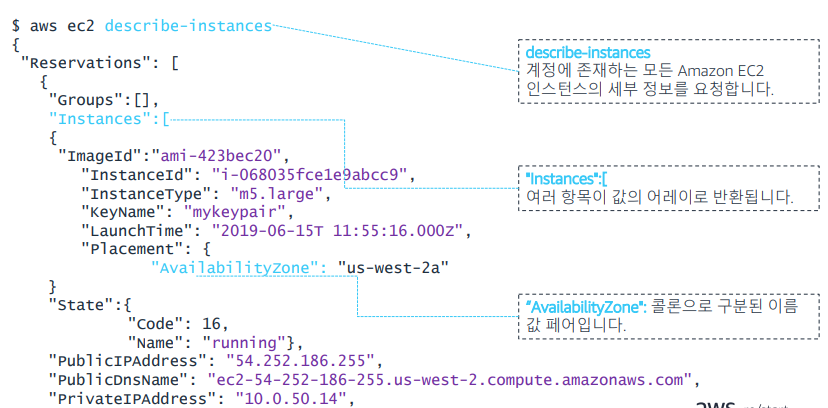 $ aws ec2 describe-instances
{
"Reservations": [
{
"Groups":[],
"Instances":[
{
"ImageId":"ami-423bec20",
"InstanceId": "i-068035fce1e9abcc9",
"InstanceType": "m5.large",
"KeyName": "mykeypair",
"LaunchTime": "2019-06-15T 11:55:16.000Z",
"Placement": {
"AvailabilityZone": "us-west-2a"
}
"State":{
"Code": 16,
"Name": "running"},
"PublicIPAddress": "54.252.186.255",
"PublicDnsName": "ec2-54-252-186-255.us-west-2.compute.amazonaws.com",
"PrivateIPAddress": "10.0.50.14",
describe-instances
계정에 존재하는 모든 Amazon EC2
인스턴스의 세부 정보를 요청합니다.
"Instances":[
여러 항목이 값의 어레이로 반환됩니다.
"AvailabilityZone": 콜론으로 구분된 이름
값 페어입니다.
aws re/start